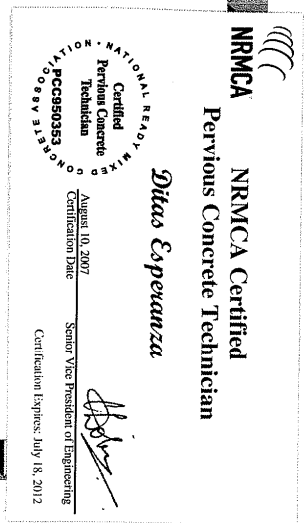 NRMCA
NRMCA Certified
Pervious Concrete Technician
Ditas Esperanza
NATIONAL READY MIXED CONCRETE ASSOCIATION
Certified
Pervious Concrete
Technician
PCC950353
August 10, 2007
Certification Date
Senior Vice President of Engineering
Certification Expires: July 18, 2012